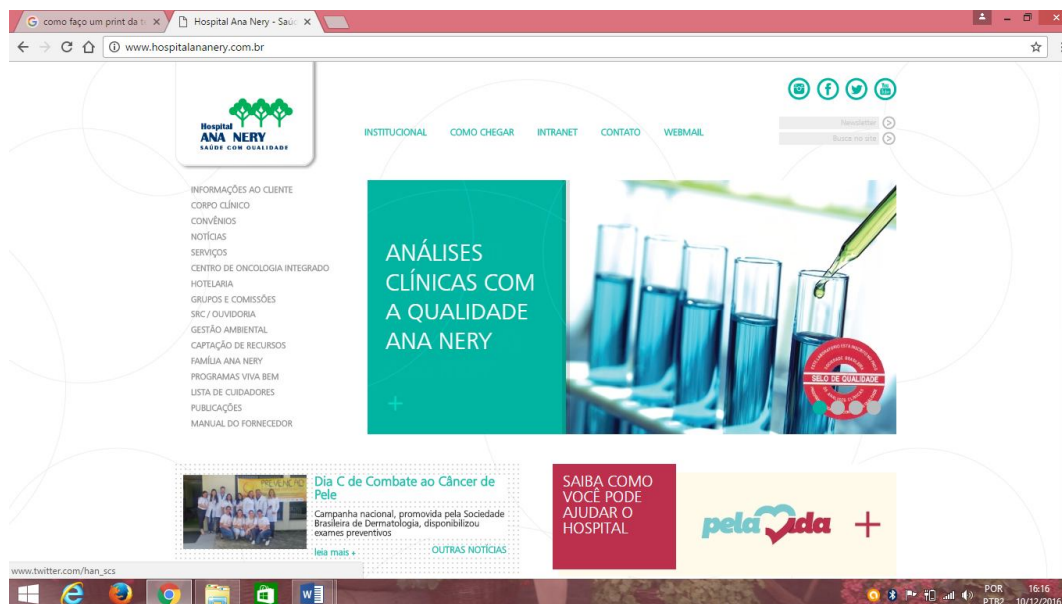 como faço um print da t
Hospital Ana Nery - Saúd
www.hospitalananery.com.br
Hospital
ANA NERY
SAÚDE COM QUALIDADE
INSTITUCIONAL COMO CHEGAR INTRANET CONTATO WEBMAIL
Newsletter
Busca no site
INFORMAÇÕES AO CLIENTE
CORPO CLÍNICO
CONVÊNIOS
NOTÍCIAS
SERVIÇOS
CENTRO DE ONCOLOGIA INTEGRADO
HOTELARIA
GRUPOS E COMISSÕES
SRC / OUVIDORIA
GESTÃO AMBIENTAL
CAPTAÇÃO DE RECURSOS
FAMÍLIA ANA NERY
PROGRAMAS VIVA BEM
LISTA DE CUIDADORES
PUBLICAÇÕES
MANUAL DO FORNECEDOR
ANÁLISES
CLÍNICAS COM
A QUALIDADE
ANA NERY
+
SELO DE QUALIDADE
PREVENÇÃO
Dia C de Combate ao Câncer de
Pele
Campanha nacional, promovida pela Sociedade
Brasileira de Dermatologia, disponibilizou
exames preventivos
leia mais +
OUTRAS NOTÍCIAS
SAIBA COMO
VOCÊ PODE
AJUDAR O
HOSPITAL
pela vida +
www.twitter.com/han_scs
POR 16:16
PTB2 10/12/2016